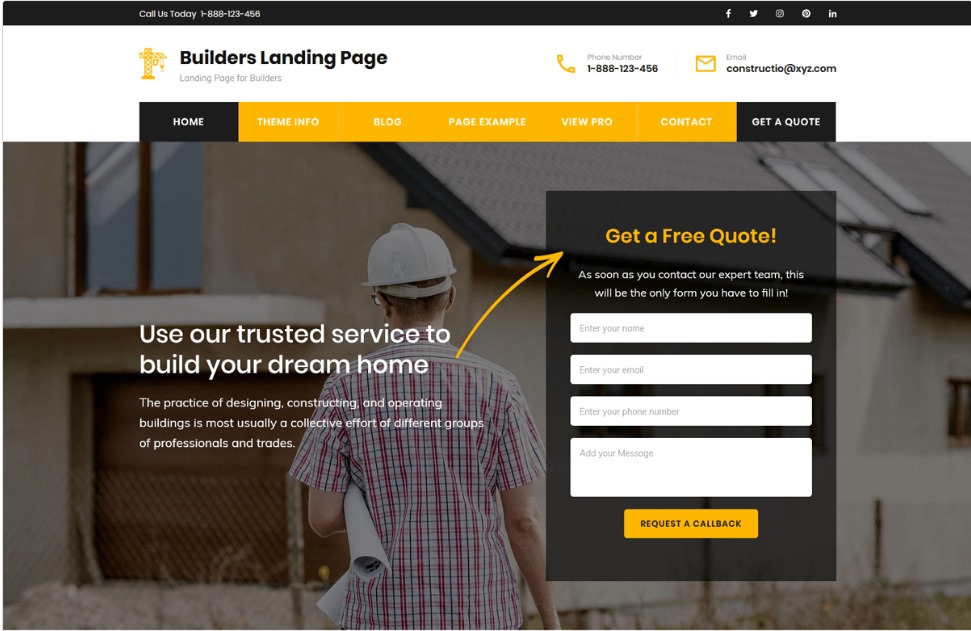 Call Us Today 1-888-123-456
Builders Landing Page
Landing Page for Builders
Phone Number
1-888-123-456
Email
constructio@xyz.com
HOME
THEME INFO
BLOG
PAGE EXAMPLE
VIEW PRO
CONTACT
GET A QUOTE
Use our trusted service to
build your dream home
The practice of designing, constructing, and operating
buildings is most usually a collective effort of different groups
of professionals and trades.
Get a Free Quote!
As soon as you contact our expert team, this
will be the only form you have to fill in!
Enter your name
Enter your email
Enter your phone number
Add your Message
REQUEST A CALLBACK